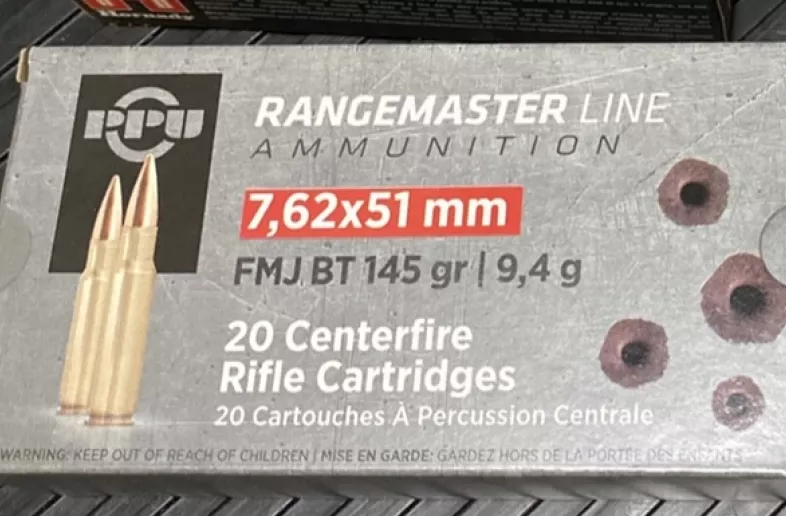 Hornady
PPU
RANGEMASTER LINE
AMMUNITION
7,62x51 mm
FMJ BT 145 gr | 9,4 g
20 Centerfire
Rifle Cartridges
20 Cartouches À Percussion Centrale
WARNING: KEEP OUT OF REACH OF CHILDREN | MISE EN GARDE: GARDEZ HORS DE LA PORTÉE DES ENFANTS